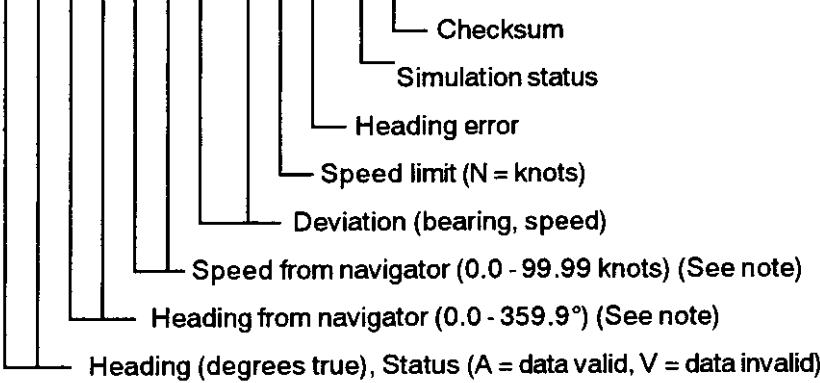 Checksum
Simulation status
Heading error
Speed limit (N = knots)
Deviation (bearing, speed)
Speed from navigator (0.0 - 99.99 knots) (See note)
Heading from navigator (0.0 - 359.9°) (See note)
Heading (degrees true), Status (A = data valid, V = data invalid)